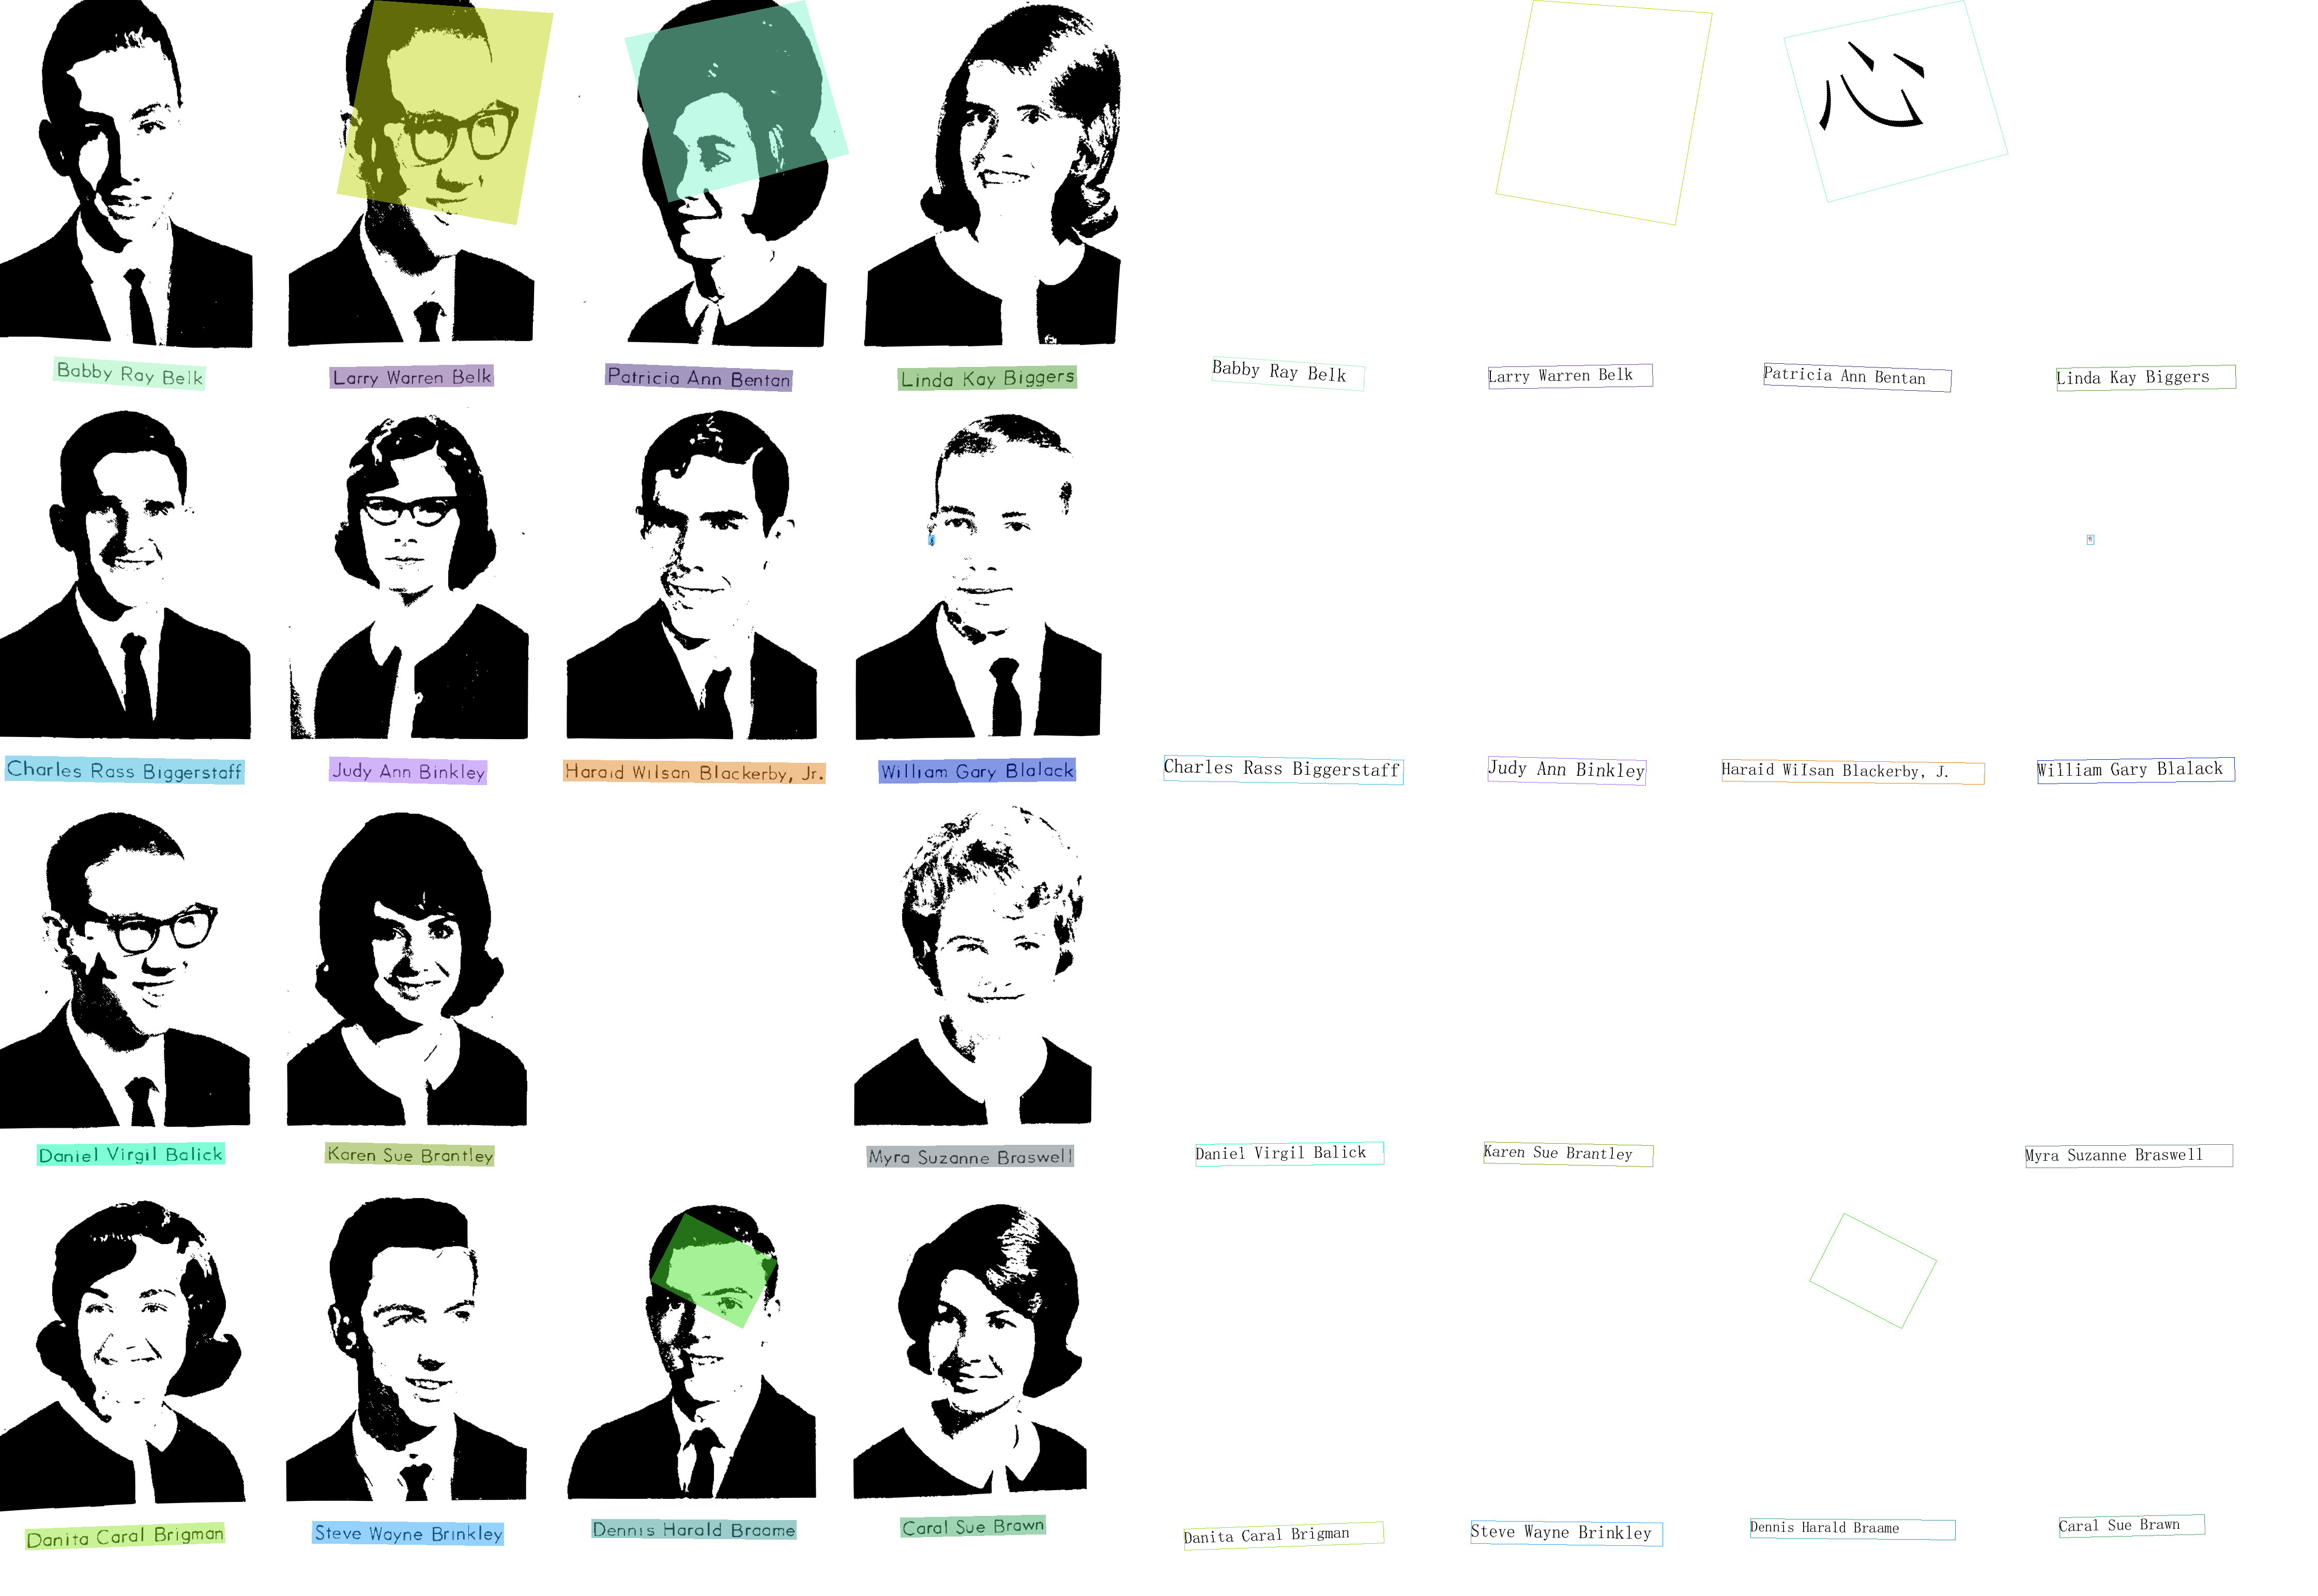 Babby Ray Belk
Larry Warren Belk
Patricia Ann Bentan
Linda Kay Biggers
Charles Rass Biggerstaff
Judy Ann Binkley
Haraid Wilsan Blackerby, Jr.
William Gary Blalack
Daniel Virgil Balick
Karen Sue Brantley
Myra Suzanne Braswell
Danita Caral Brigman
Steve Wayne Brinkley
Dennis Harald Braame
Caral Sue Brawn
心
Babby Ray Belk
Larry Warren Belk
Patricia Ann Bentan
Linda Kay Biggers
Charles Rass Biggerstaff
Judy Ann Binkley
Haraid WiIsan Blackerby, J.
William Gary Blalack
Daniel Virgil Balick
Karen Sue Brantley
Myra Suzanne Braswell
Danita Caral Brigman
Steve Wayne Brinkley
Dennis Harald Braame
Caral Sue Brawn